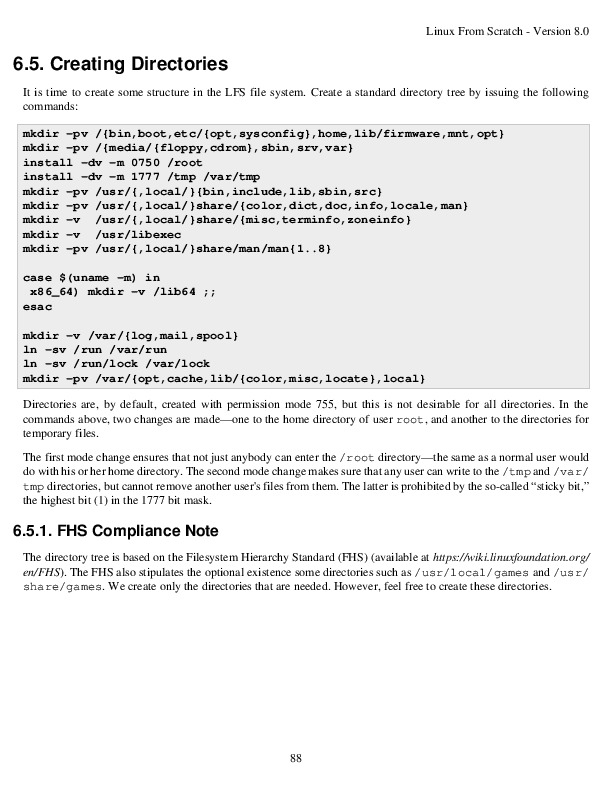 Linux From Scratch - Version 8.0
6.5. Creating Directories
It is time to create some structure in the LFS file system. Create a standard directory tree by issuing the following
commands:
mkdir -pv /{bin,boot,etc/{opt,sysconfig},home,lib/firmware,mnt,opt}
mkdir -pv /{media/{floppy,cdrom},sbin,srv,var}
install -dv -m 0750 /root
install -dv -m 1777 /tmp /var/tmp
mkdir -pv /usr/{,local/}{bin,include,lib,sbin,src}
mkdir -pv /usr/{,local/}share/{color,dict,doc,info,locale,man}
mkdir -v  /usr/{,local/}share/{misc,terminfo,zoneinfo}
mkdir -v  /usr/libexec
mkdir -pv /usr/{,local/}share/man/man{1..8}
case $(uname -m) in
 x86_64) mkdir -v /lib64 ;;
esac
mkdir -v /var/{log,mail,spool}
ln -sv /run /var/run
ln -sv /run/lock /var/lock
mkdir -pv /var/{opt,cache,lib/{color,misc,locate},local}
Directories are, by default, created with permission mode 755, but this is not desirable for all directories. In the
commands above, two changes are made—one to the home directory of user root, and another to the directories for
temporary files.
The first mode change ensures that not just anybody can enter the /root directory—the same as a normal user would
do with his or her home directory. The second mode change makes sure that any user can write to the /tmp and /var/
tmp directories, but cannot remove another user's files from them. The latter is prohibited by the so-called “sticky bit,”
the highest bit (1) in the 1777 bit mask.
6.5.1. FHS Compliance Note
The directory tree is based on the Filesystem Hierarchy Standard (FHS) (available at https://wiki.linuxfoundation.org/
en/FHS). The FHS also stipulates the optional existence some directories such as /usr/local/games and /usr/
share/games. We create only the directories that are needed. However, feel free to create these directories.
88